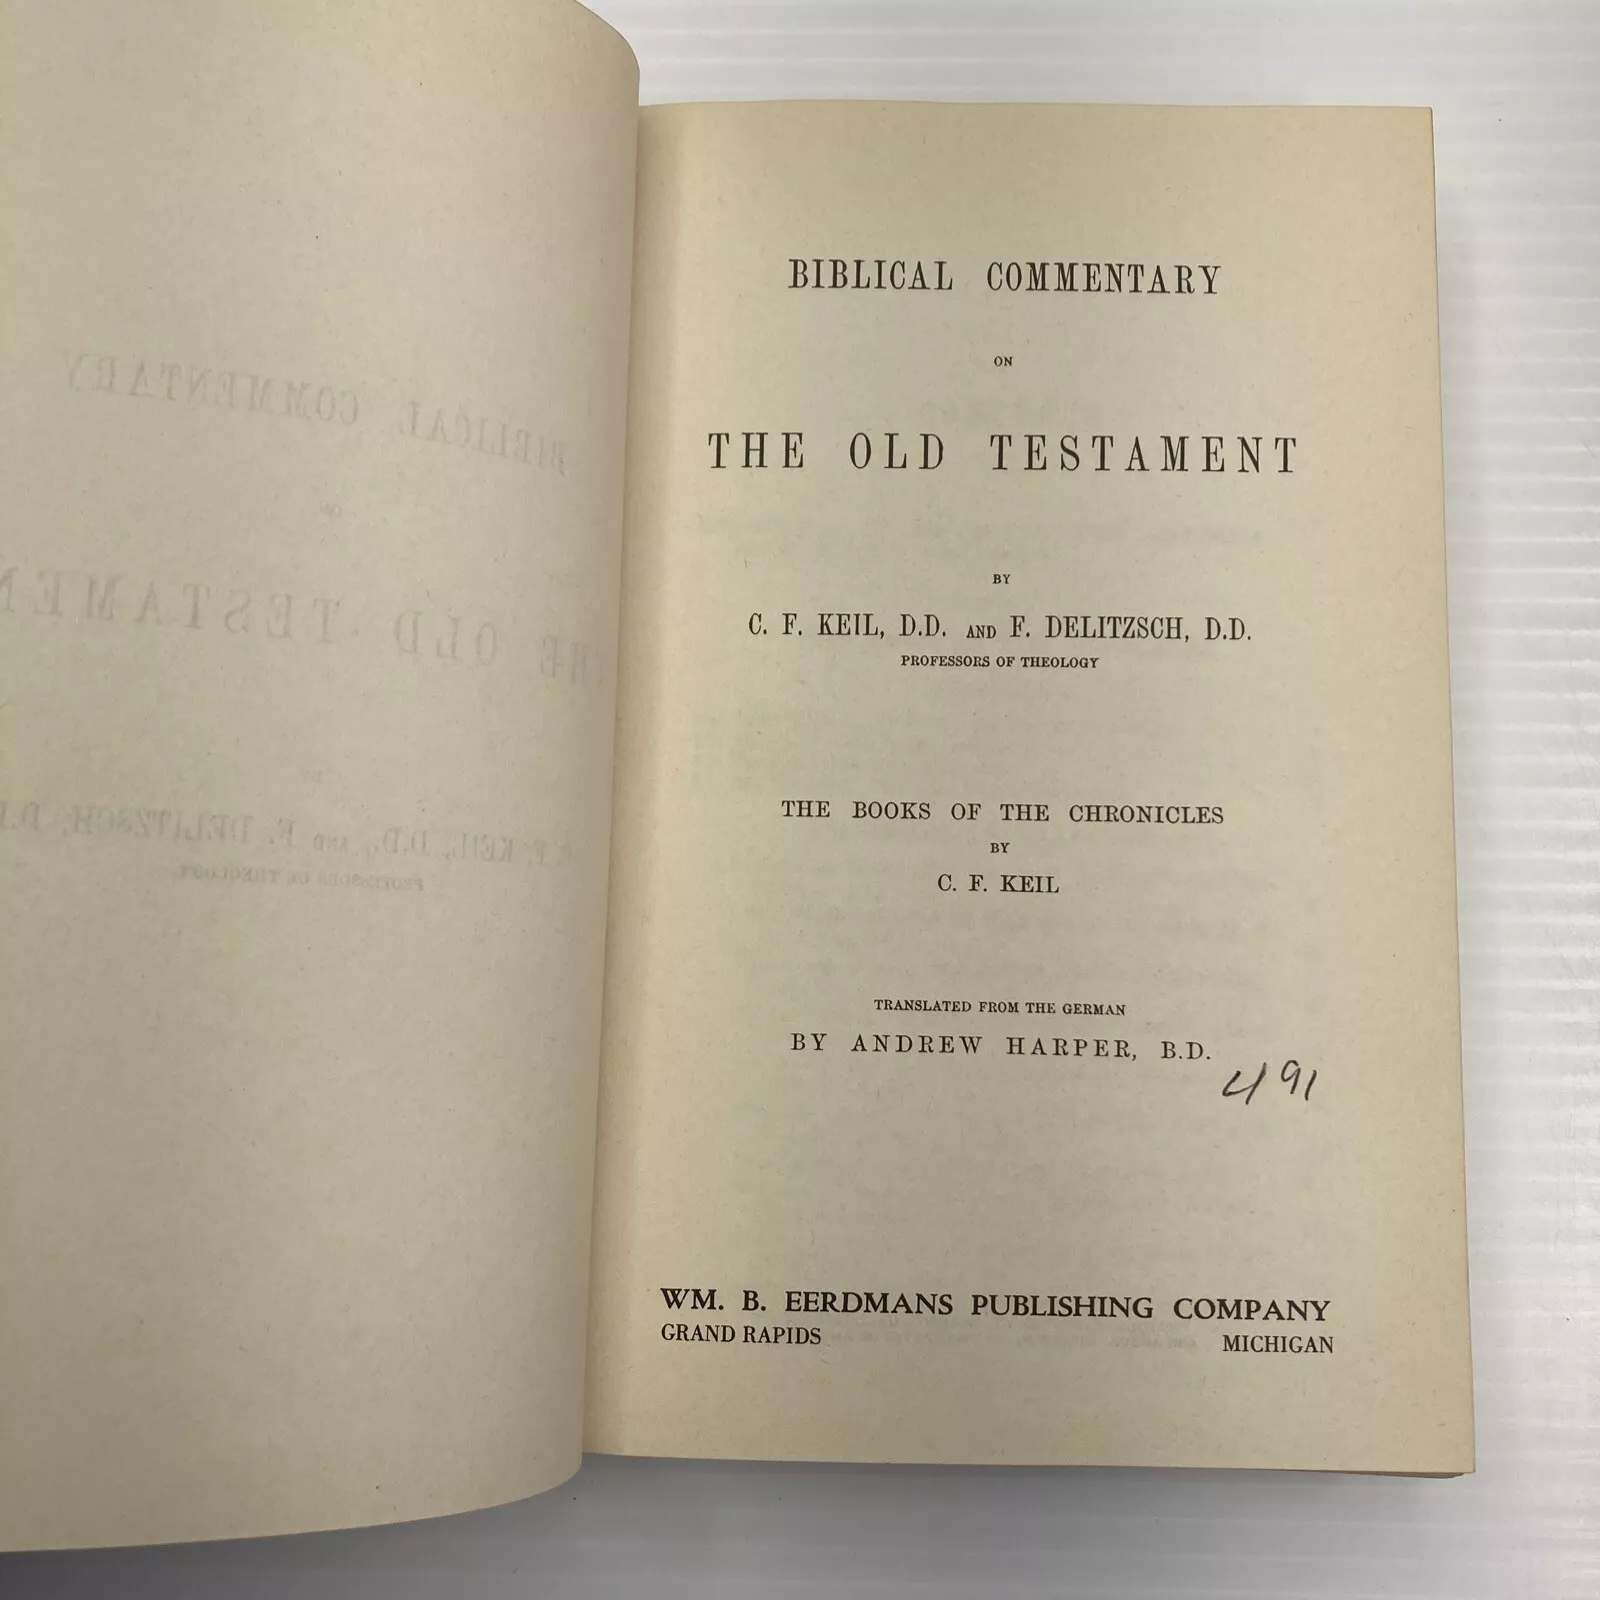 BIBLICAL COMMENTARY
ON
THE OLD TESTAMENT
BY
C. F. KEIL, D.D. AND F. DELITZSCH, D.D.
PROFESSORS OF THEOLOGY
THE BOOKS OF THE CHRONICLES
BY
C. F. KEIL
TRANSLATED FROM THE GERMAN
BY ANDREW HARPER, B.D.
491
WM. B. EERDMANS PUBLISHING COMPANY
GRAND RAPIDS MICHIGAN